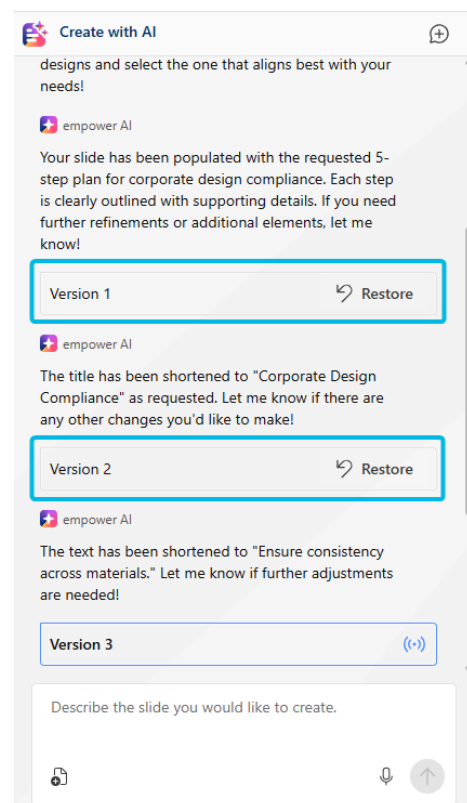 Create with AI
designs and select the one that aligns best with your
needs!
empower AI
Your slide has been populated with the requested 5-
step plan for corporate design compliance. Each step
is clearly outlined with supporting details. If you need
further refinements or additional elements, let me
know!
Version 1 Restore
empower AI
The title has been shortened to "Corporate Design
Compliance" as requested. Let me know if there are
any other changes you'd like to make!
Version 2 Restore
empower AI
The text has been shortened to "Ensure consistency
across materials." Let me know if further adjustments
are needed!
Version 3
Describe the slide you would like to create.